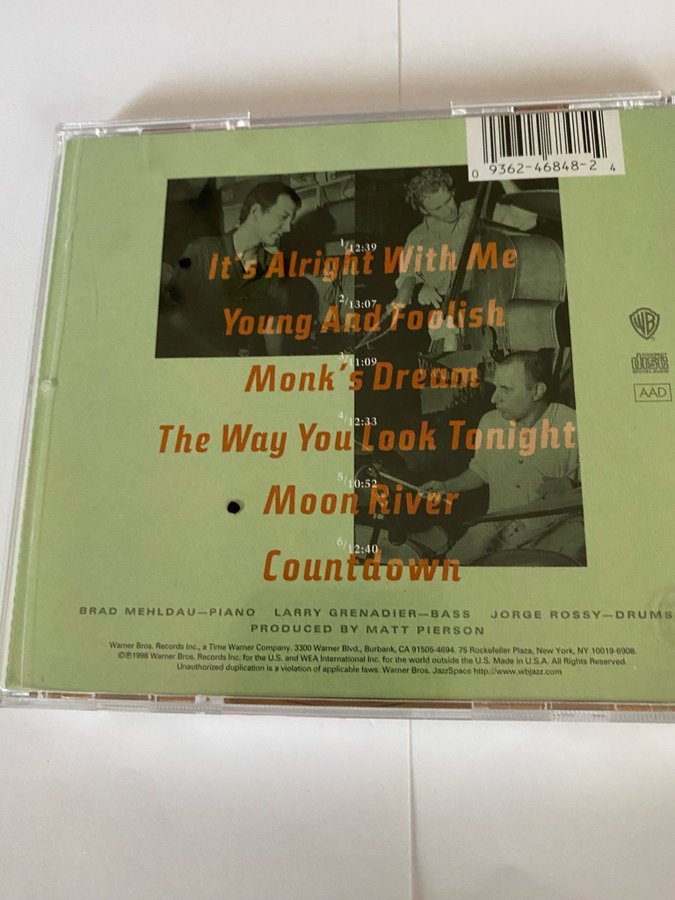 0 9362-46848-2 4
1/12:39
It's Alright With Me
2/13:07
Young And Foolish
3/11:09
Monk's Dream
4/12:33
The Way You Look Tonight
5/10:52
Moon River
6/12:40
Countdown
WB
COMPACT
disc
DIGITAL AUDIO
AAD
BRAD MEHLDAU—PIANO LARRY GRENADIER—BASS JORGE ROSSY—DRUMS
PRODUCED BY MATT PIERSON
Warner Bros. Records Inc., a Time Warner Company. 3300 Warner Blvd., Burbank, CA 91505-4694. 75 Rockefeller Plaza, New York, NY 10019-6908.
©℗1998 Warner Bros. Records Inc. for the U.S. and WEA International Inc. for the world outside the U.S. Made in U.S.A. All Rights Reserved.
Unauthorized duplication is a violation of applicable laws. Warner Bros. JazzSpace http://www.wbjazz.com